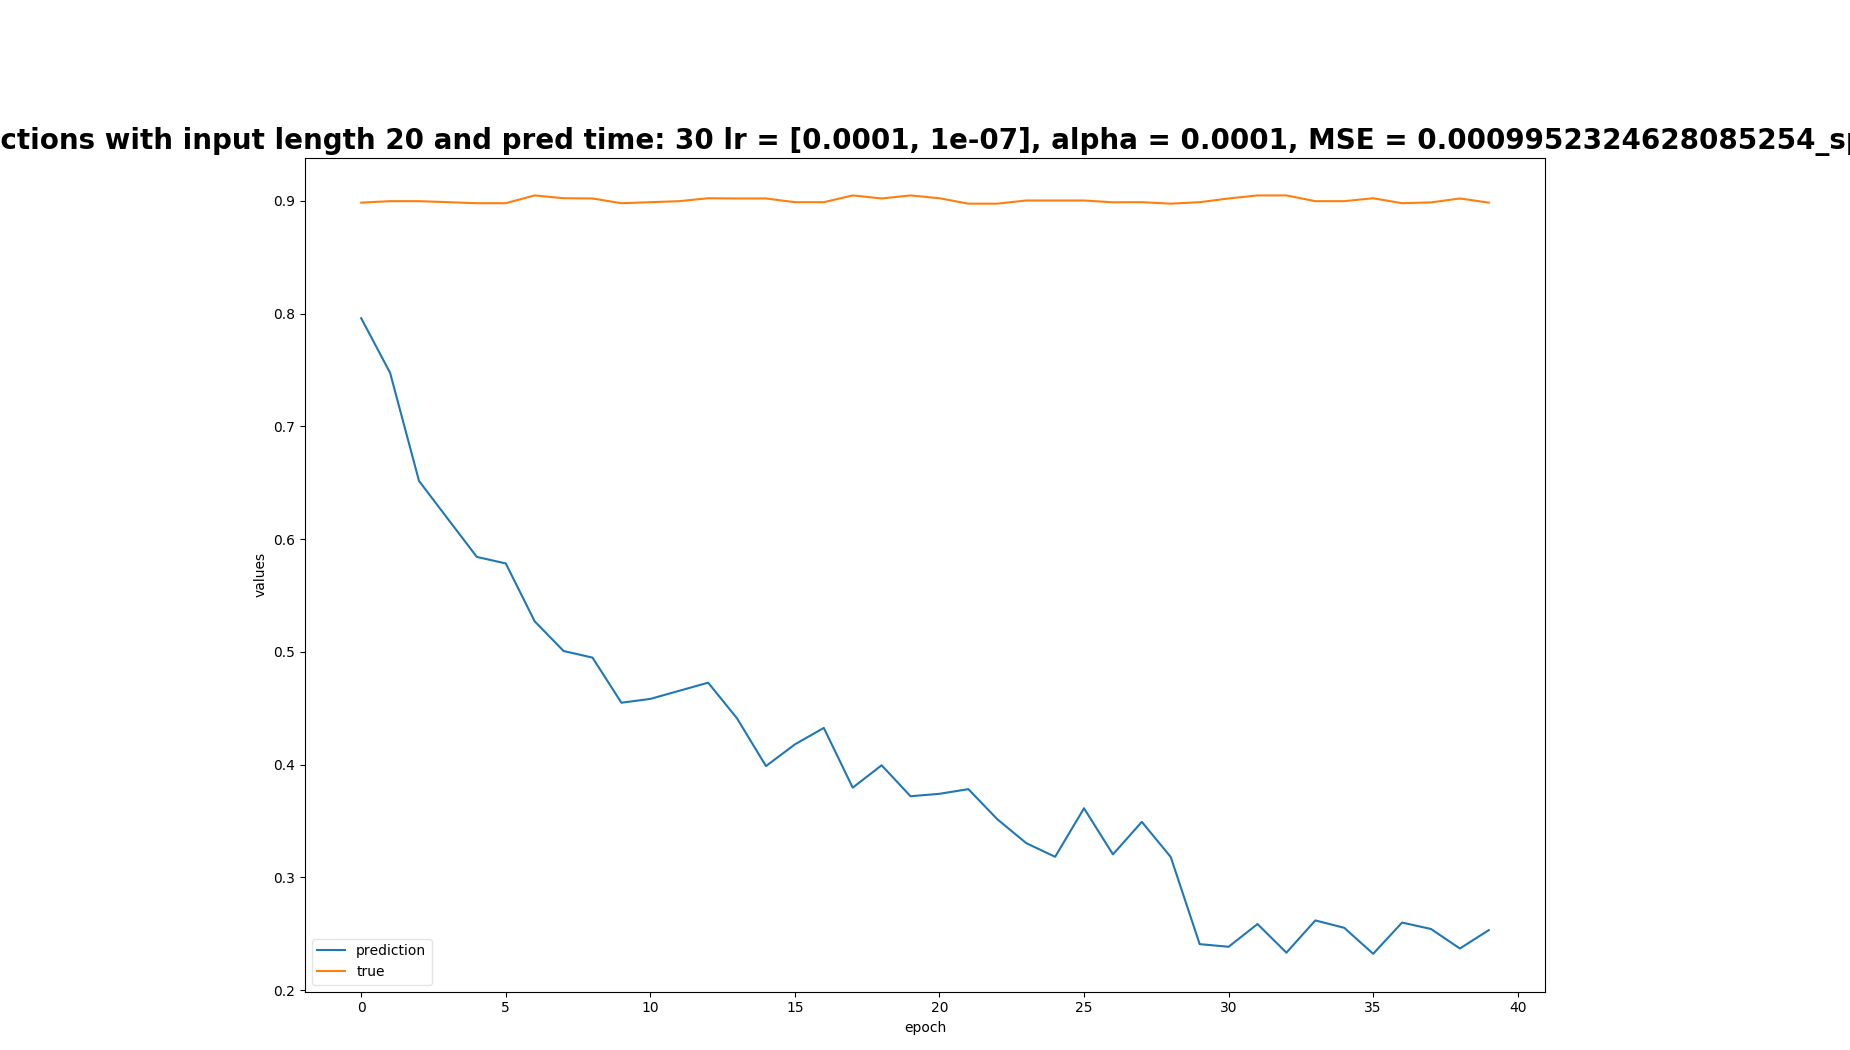 ctions with input length 20 and pred time: 30 lr = [0.0001, 1e-07], alpha = 0.0001, MSE = 0.0009952324628085254_sp
0.9
0.8
0.7
0.6
0.5
0.4
0.3
0.2
values
prediction
true
0 5 10 15 20 25 30 35 40
epoch